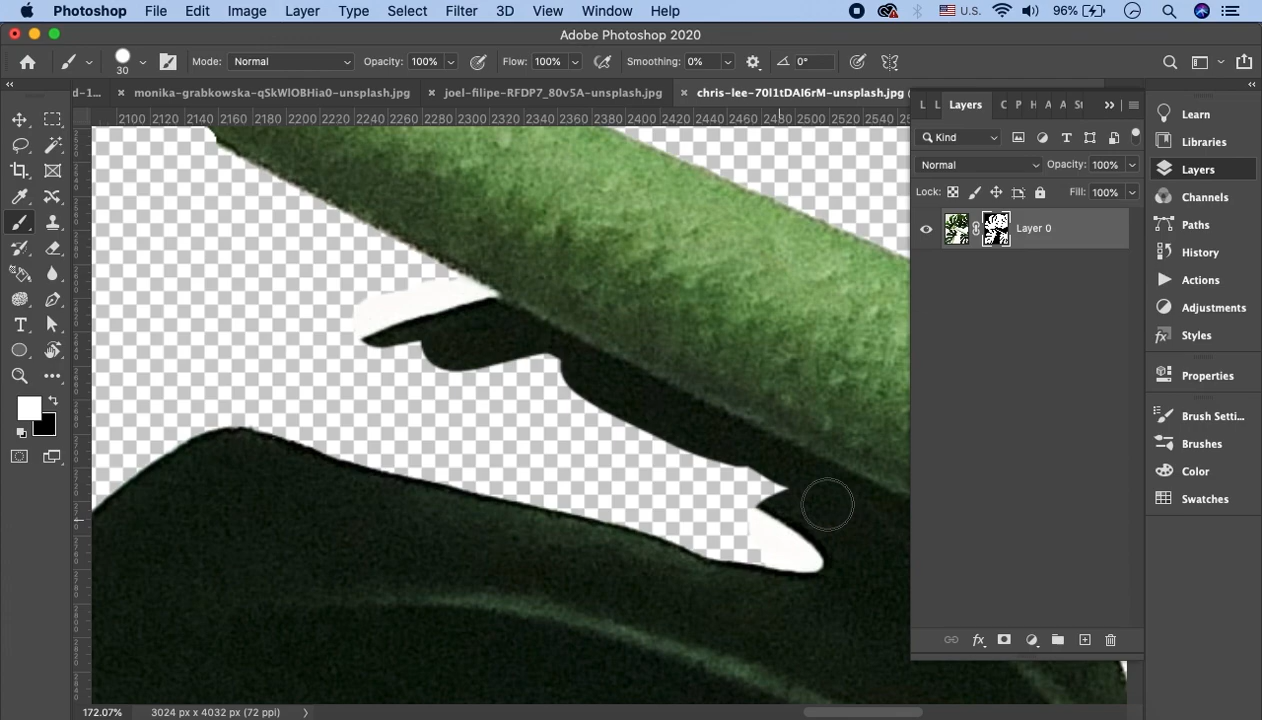 Photoshop File Edit Image Layer Type Select Filter 3D View Window Help U.S. 96%
Adobe Photoshop 2020
30 Mode: Normal Opacity: 100% Flow: 100% Smoothing: 0% 0°
d-1... × monika-grabkowska-qSkWlOBHia0-unsplash.jpg × joel-filipe-RFDP7_80v5A-unsplash.jpg × chris-lee-70l1tDAI6rM-unsplash.jpg
L L Layers C P H A A St
2100 2120 2140 2160 2180 2200 2220 2240 2260 2280 2300 2320 2340 2360 2380 2400 2420 2440 2460 2480 2500 2520 2540 2560
Kind
Normal Opacity: 100%
Lock: Fill: 100%
Layer 0
Learn
Libraries
Layers
Channels
Paths
History
Actions
Adjustments
Styles
Properties
Brush Setti...
Brushes
Color
Swatches
172.07% 3024 px x 4032 px (72 ppi)